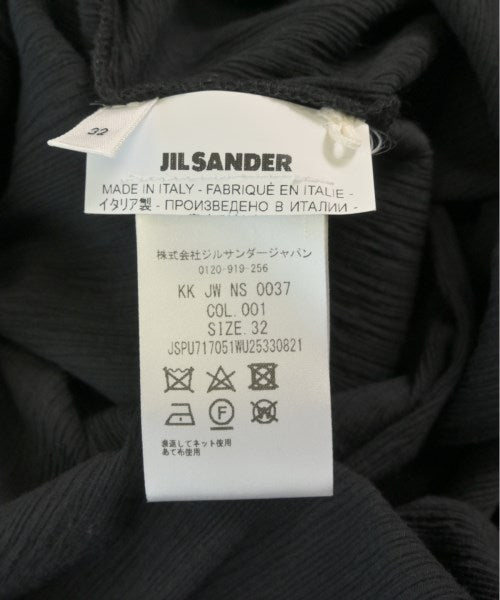 32
JIL SANDER
MADE IN ITALY - FABRIQUÉ EN ITALIE -
イタリア製 - ПРОИЗВЕДЕНО В ИТАЛИИ -
株式会社ジルサンダージャパン
0120-919-256
KK JW NS 0037
COL.001
SIZE.32
JSPU717051WU25330821
F
W
裏返してネット使用
あて布使用